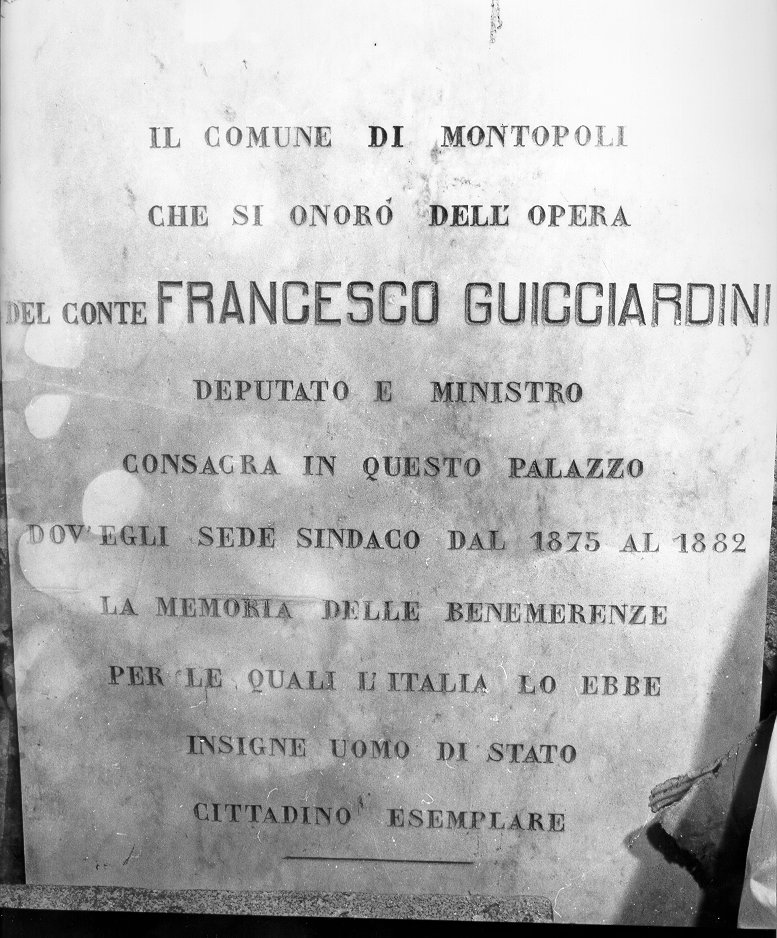 IL COMUNE DI MONTOPOLI
CHE SI ONORÓ DELL' OPERA
DEL CONTE FRANCESCO GUICCIARDINI
DEPUTATO E MINISTRO
CONSACRA IN QUESTO PALAZZO
DOV'EGLI SEDÈ SINDACO DAL 1875 AL 1882
LA MEMORIA DELLE BENEMERENZE
PER LE QUALI L'ITALIA LO EBBE
INSIGNE UOMO DI STATO
CITTADINO ESEMPLARE